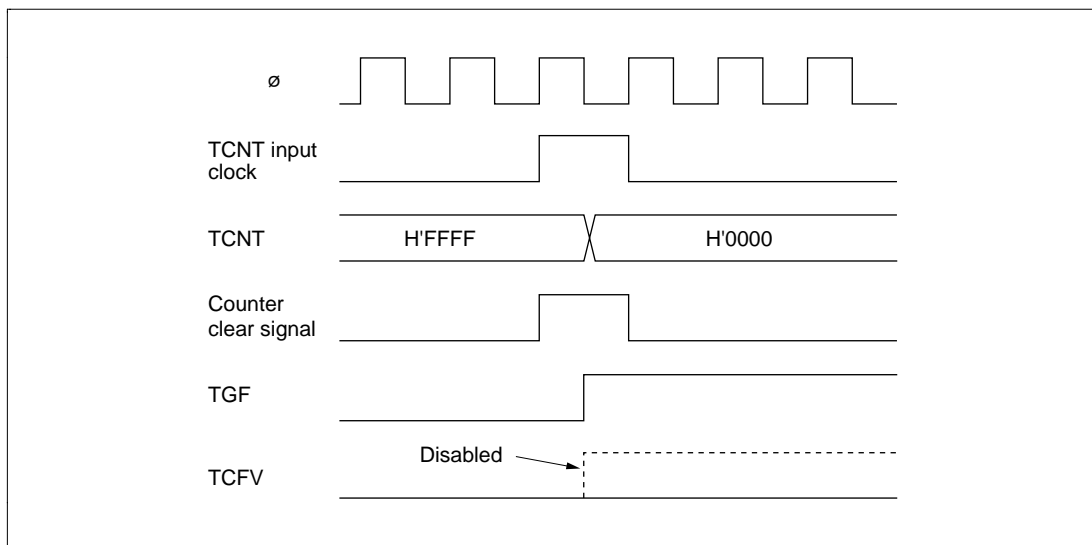 ø
TCNT input
clock
TCNT
H'FFFF
H'0000
Counter
clear signal
TGF
Disabled
TCFV